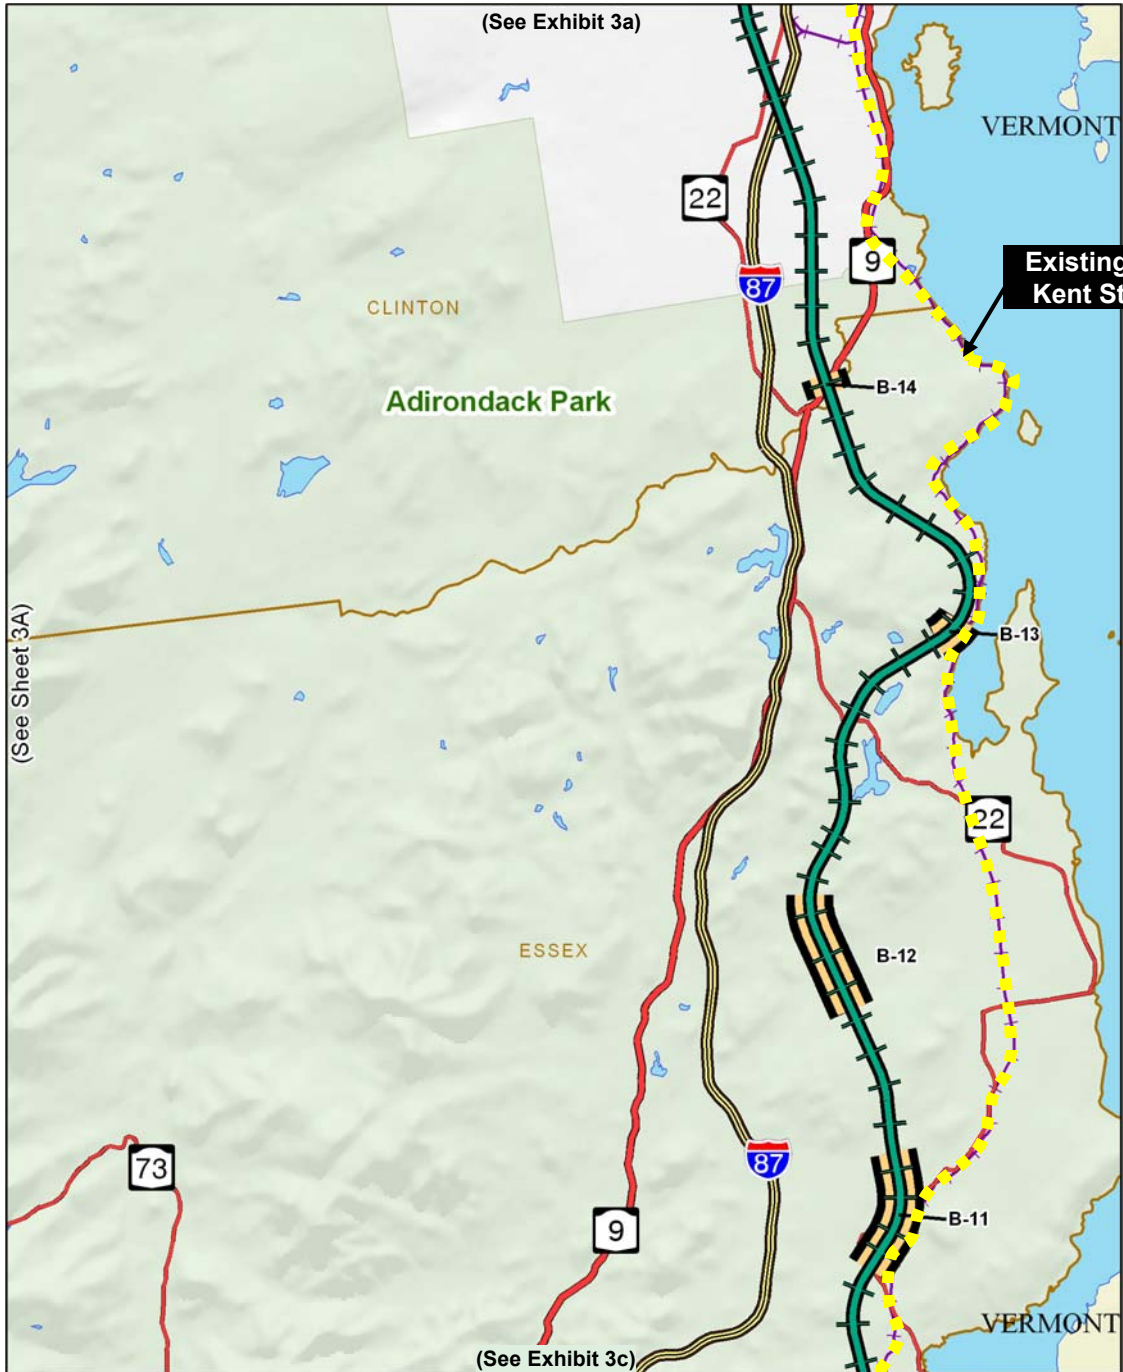 (See Exhibit 3a)
VERMONT
22
9
Existing
Kent St
87
CLINTON
B-14
Adirondack Park
(See Sheet 3A)
B-13
22
ESSEX
B-12
73
87
9
B-11
VERMONT
(See Exhibit 3c)